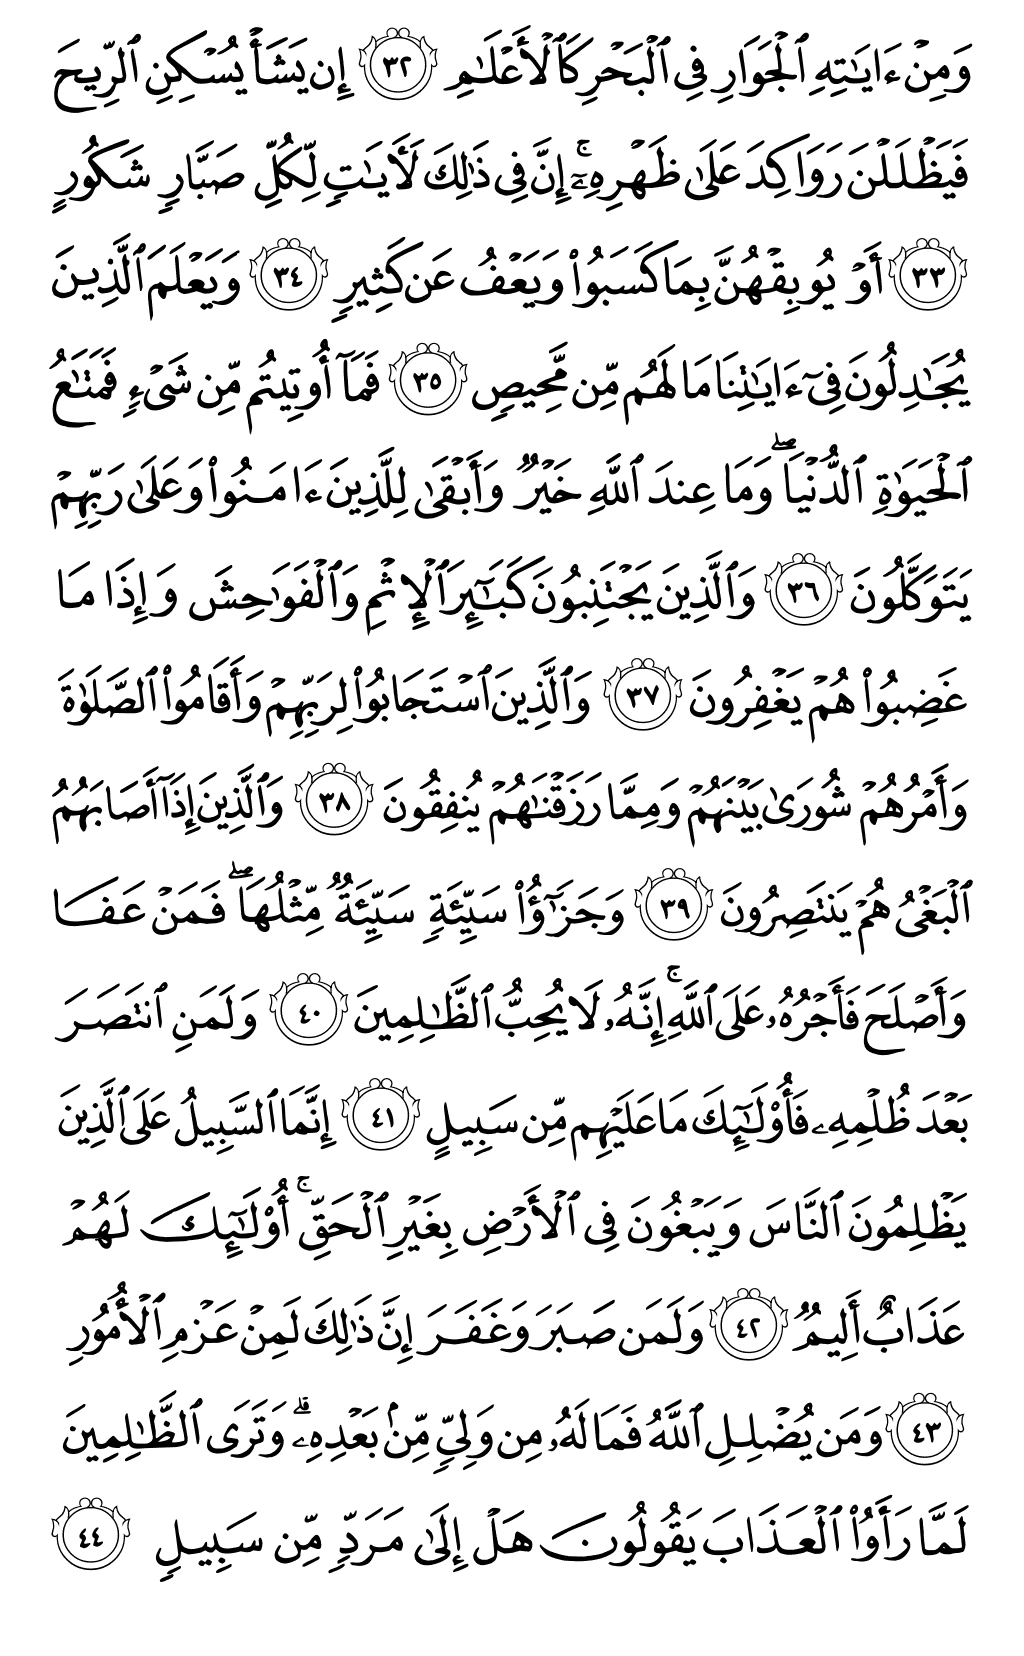 وَمِنْ ءَايَٰتِهِ ٱلْجَوَارِ فِى ٱلْبَحْرِ كَٱلْأَعْلَٰمِ ٣٢ إِن يَشَأْ يُسْكِنِ ٱلرِّيحَ
فَيَظْلَلْنَ رَوَاكِدَ عَلَىٰ ظَهْرِهِۦٓ ۚ إِنَّ فِى ذَٰلِكَ لَءَايَٰتٍ لِّكُلِّ صَبَّارٍ شَكُورٍ
٣٣ أَوْ يُوبِقْهُنَّ بِمَا كَسَبُوا۟ وَيَعْفُ عَن كَثِيرٍ ٣٤ وَيَعْلَمَ ٱلَّذِينَ
يُجَٰدِلُونَ فِىٓ ءَايَٰتِنَا مَا لَهُم مِّن مَّحِيصٍ ٣٥ فَمَآ أُوتِيتُم مِّن شَىْءٍ فَمَتَٰعُ
ٱلْحَيَوٰةِ ٱلدُّنْيَا ۖ وَمَا عِندَ ٱللَّهِ خَيْرٌ وَأَبْقَىٰ لِلَّذِينَ ءَامَنُوا۟ وَعَلَىٰ رَبِّهِمْ
يَتَوَكَّلُونَ ٣٦ وَٱلَّذِينَ يَجْتَنِبُونَ كَبَٰٓئِرَ ٱلْإِثْمِ وَٱلْفَوَٰحِشَ وَإِذَا مَا
غَضِبُوا۟ هُمْ يَغْفِرُونَ ٣٧ وَٱلَّذِينَ ٱسْتَجَابُوا۟ لِرَبِّهِمْ وَأَقَامُوا۟ ٱلصَّلَوٰةَ
وَأَمْرُهُمْ شُورَىٰ بَيْنَهُمْ وَمِمَّا رَزَقْنَٰهُمْ يُنفِقُونَ ٣٨ وَٱلَّذِينَ إِذَآ أَصَابَهُمُ
ٱلْبَغْىُ هُمْ يَنتَصِرُونَ ٣٩ وَجَزَٰٓؤُا۟ سَيِّئَةٍ سَيِّئَةٌ مِّثْلُهَا ۖ فَمَنْ عَفَا
وَأَصْلَحَ فَأَجْرُهُۥ عَلَى ٱللَّهِ ۚ إِنَّهُۥ لَا يُحِبُّ ٱلظَّٰلِمِينَ ٤٠ وَلَمَنِ ٱنتَصَرَ
بَعْدَ ظُلْمِهِۦ فَأُو۟لَٰٓئِكَ مَا عَلَيْهِم مِّن سَبِيلٍ ٤١ إِنَّمَا ٱلسَّبِيلُ عَلَى ٱلَّذِينَ
يَظْلِمُونَ ٱلنَّاسَ وَيَبْغُونَ فِى ٱلْأَرْضِ بِغَيْرِ ٱلْحَقِّ ۚ أُو۟لَٰٓئِكَ لَهُمْ
عَذَابٌ أَلِيمٌ ٤٢ وَلَمَن صَبَرَ وَغَفَرَ إِنَّ ذَٰلِكَ لَمِنْ عَزْمِ ٱلْأُمُورِ
٤٣ وَمَن يُضْلِلِ ٱللَّهُ فَمَا لَهُۥ مِن وَلِىٍّ مِّنۢ بَعْدِهِۦ ۗ وَتَرَى ٱلظَّٰلِمِينَ
لَمَّا رَأَوُا۟ ٱلْعَذَابَ يَقُولُونَ هَلْ إِلَىٰ مَرَدٍّ مِّن سَبِيلٍ ٤٤